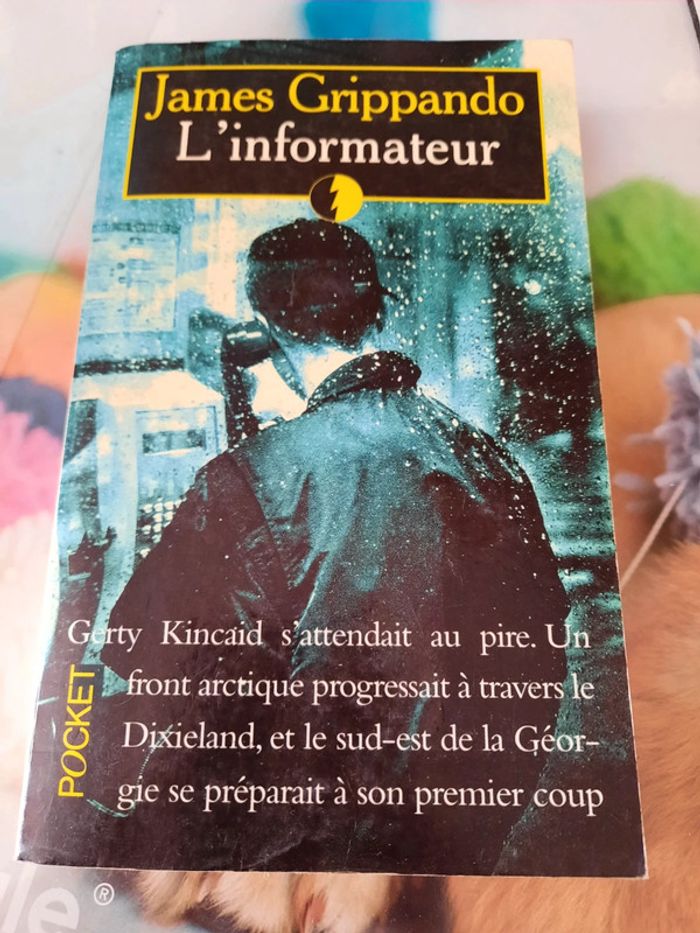 James Grippando
L'informateur
Gerty Kincaid s'attendait au pire. Un
front arctique progressait à travers le
Dixieland, et le sud-est de la Géor-
gie se préparait à son premier coup
POCKET
le®